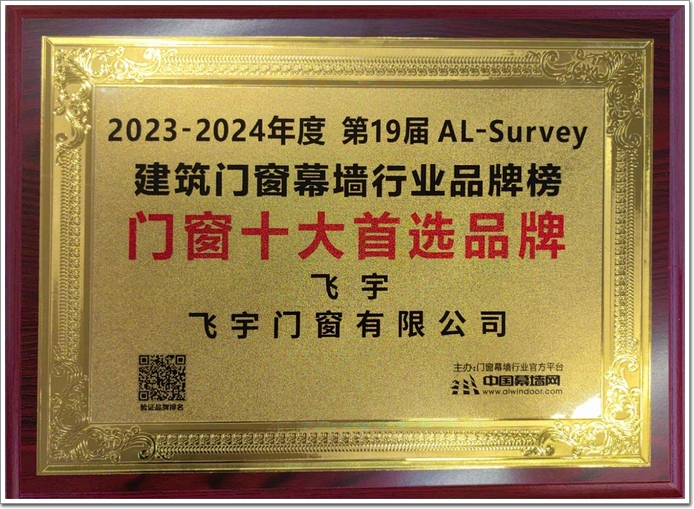 2023-2024年度 第19届 AL-Survey
建筑门窗幕墙行业品牌榜
门窗十大首选品牌
飞宇
飞宇门窗有限公司
验证品牌排名
主办:门窗幕墙行业官方平台
中国幕墙网
www.alwindoor.com